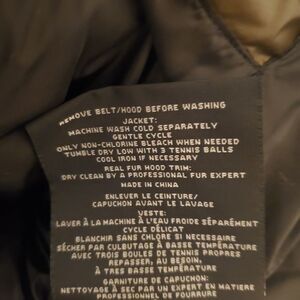 REMOVE BELT/HOOD BEFORE WASHING
JACKET:
MACHINE WASH COLD SEPARATELY
GENTLE CYCLE
ONLY NON-CHLORINE BLEACH WHEN NEEDED
TUMBLE DRY LOW WITH 3 TENNIS BALLS
COOL IRON IF NECESSARY
REAL FUR HOOD TRIM:
DRY CLEAN BY A PROFESSIONAL FUR EXPERT
MADE IN CHINA
ENLEVER LE CEINTURE/
CAPUCHON AVANT LE LAVAGE
VESTE:
LAVER À LA MACHINE À L'EAU FROIDE SÉPARÉMENT
CYCLE DÉLICAT
BLANCHIR SANS CHLORE SI NECESSAIRE
SÉCHER PAR CULBUTAGE À BASSE TEMPÉRATURE
AVEC TROIS BOULES DE TENNIS PROPRES
REPASSER, AU BESOIN,
À TRES BASSE TEMPÉRATURE
GARNITURE DE CAPUCHON:
NETTOYAGE À SEC PAR UN EXPERT EN MATIERE
PROFESSIONNEL DE FOURRURE